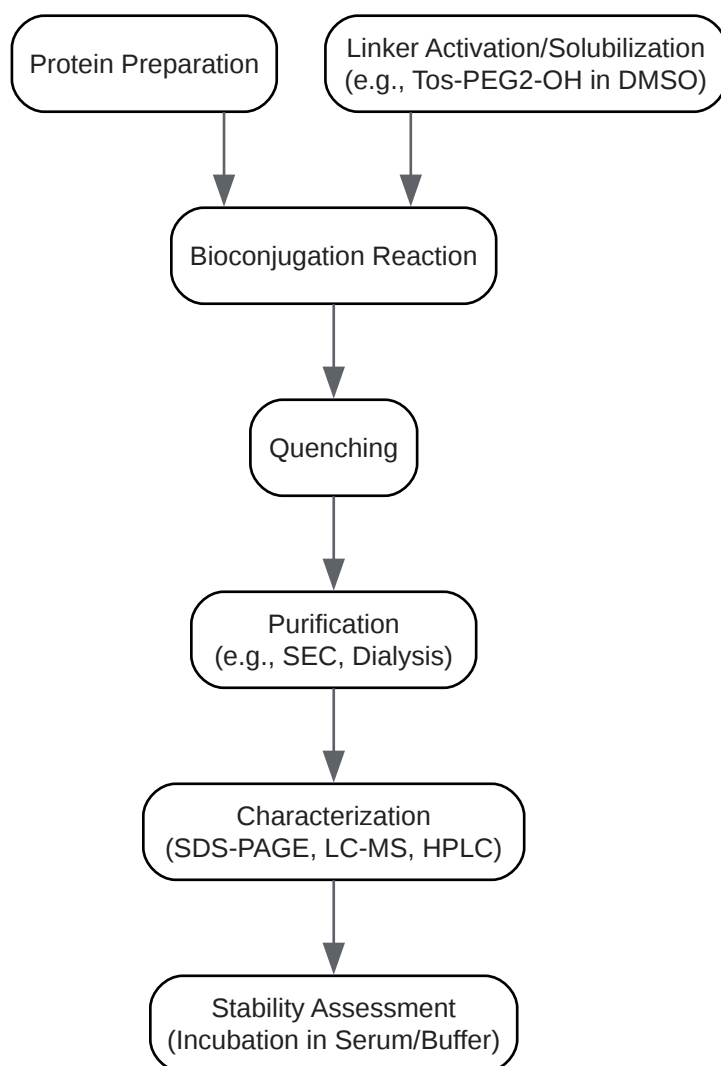 Protein Preparation
Linker Activation/Solubilization
(e.g., Tos-PEG2-OH in DMSO)
Bioconjugation Reaction
Quenching
Purification
(e.g., SEC, Dialysis)
Characterization
(SDS-PAGE, LC-MS, HPLC)
Stability Assessment
(Incubation in Serum/Buffer)